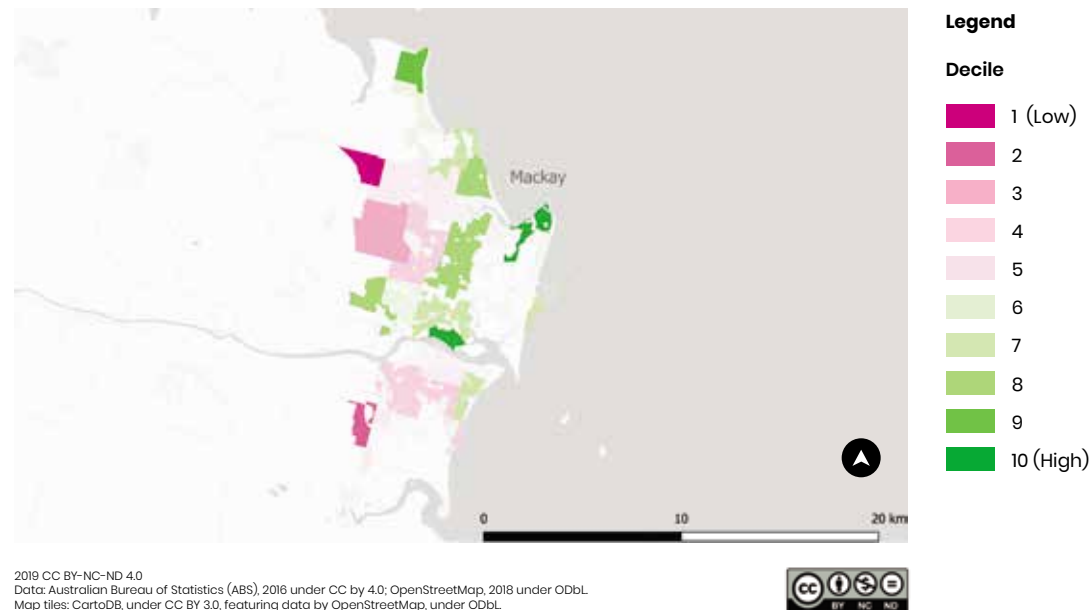 Legend
Decile
1 (Low)
2
3
4
5
6
7
8
9
10 (High)
Mackay
0 10 20 km
2019 CC BY-NC-ND 4.0
Data: Australian Bureau of Statistics (ABS), 2016 under CC by 4.0; OpenStreetMap, 2018 under ODbL.
Map tiles: CartoDB, under CC BY 3.0, featuring data by OpenStreetMap, under ODbL.
cc
BY NC ND